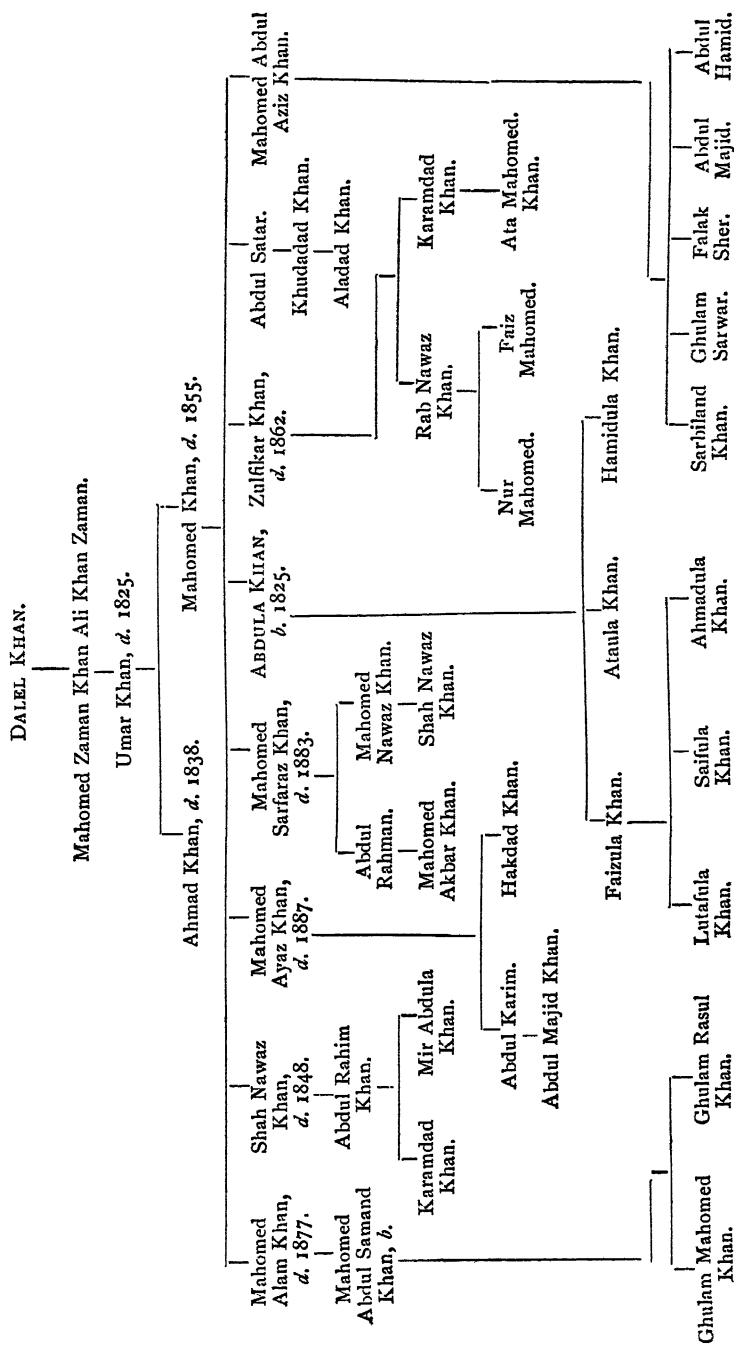 DALEL KHAN.
Mahomed Zaman Khan Ali Khan Zaman.
Umar Khan, d. 1825.
Ahmad Khan, d. 1838.
Mahomed Khan, d. 1855.
Mahomed
Alam Khan,
d. 1877.
Shah Nawaz
Khan,
d. 1848.
Mahomed
Ayaz Khan,
d. 1887.
Mahomed
Sarfaraz Khan,
d. 1883.
ABDULA KHAN,
b. 1825.
Zulfikar Khan,
d. 1862.
Abdul Satar.
Mahomed Abdul
Aziz Khan.
Mahomed
Abdul Samand
Khan, b.
Abdul Rahim
Khan.
Abdul
Rahman.
Mahomed
Nawaz Khan.
Khudadad Khan.
Karamdad
Khan.
Mir Abdula
Khan.
Mahomed
Akbar Khan.
Shah Nawaz
Khan.
Aladad Khan.
Rab Nawaz
Khan.
Karamdad
Khan.
Abdul Karim.
Hakdad Khan.
Nur
Mahomed.
Faiz
Mahomed.
Ata Mahomed.
Khan.
Abdul Majid Khan.
Faizula Khan.
Ataula Khan.
Hamidula Khan.
Ghulam Mahomed
Khan.
Ghulam Rasul
Khan.
Lutafula
Khan.
Saifula
Khan.
Ahmadula
Khan.
Sarbiland
Khan.
Ghulam
Sarwar.
Falak
Sher.
Abdul
Majid.
Abdul
Hamid.